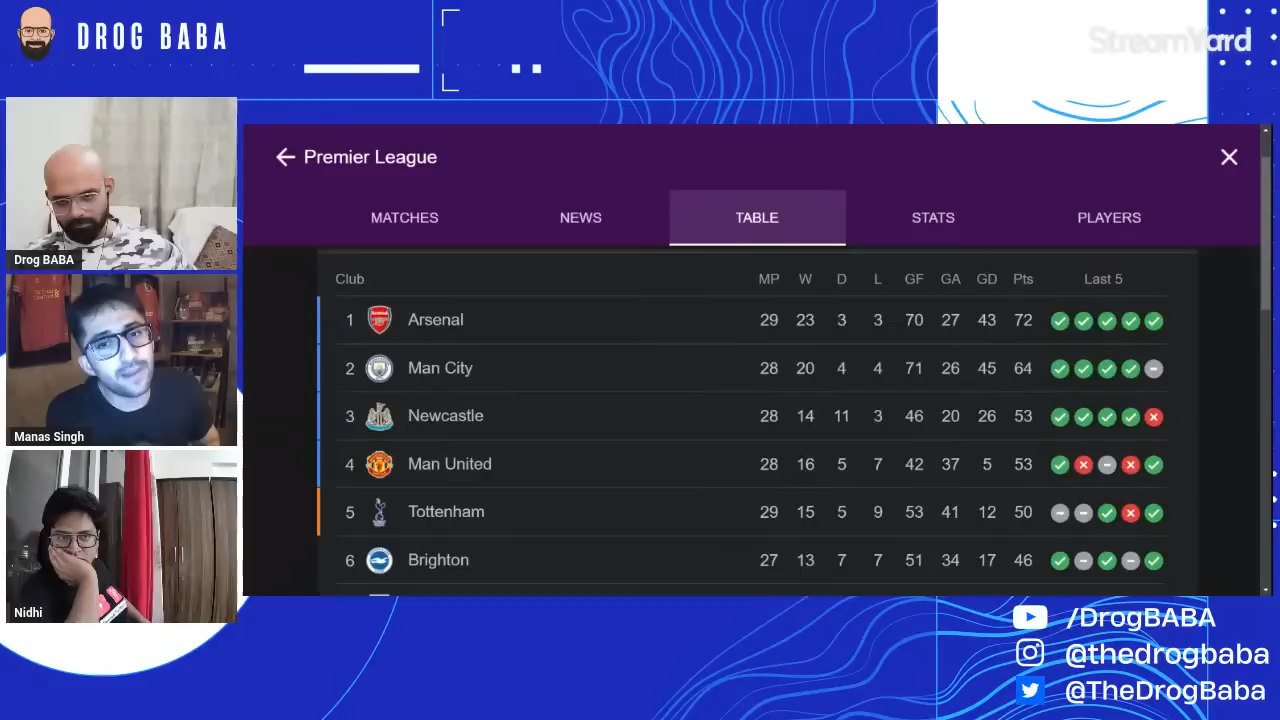 DROG BABA
StreamYard
Premier League
MATCHES NEWS TABLE STATS PLAYERS
Club MP W D L GF GA GD Pts Last 5
1 Arsenal 29 23 3 3 70 27 43 72
2 Man City 28 20 4 4 71 26 45 64
3 Newcastle 28 14 11 3 46 20 26 53
4 Man United 28 16 5 7 42 37 5 53
5 Tottenham 29 15 5 9 53 41 12 50
6 Brighton 27 13 7 7 51 34 17 46
Drog BABA
Manas Singh
Nidhi
/DrogBABA
@thedrogbaba
@TheDrogBaba